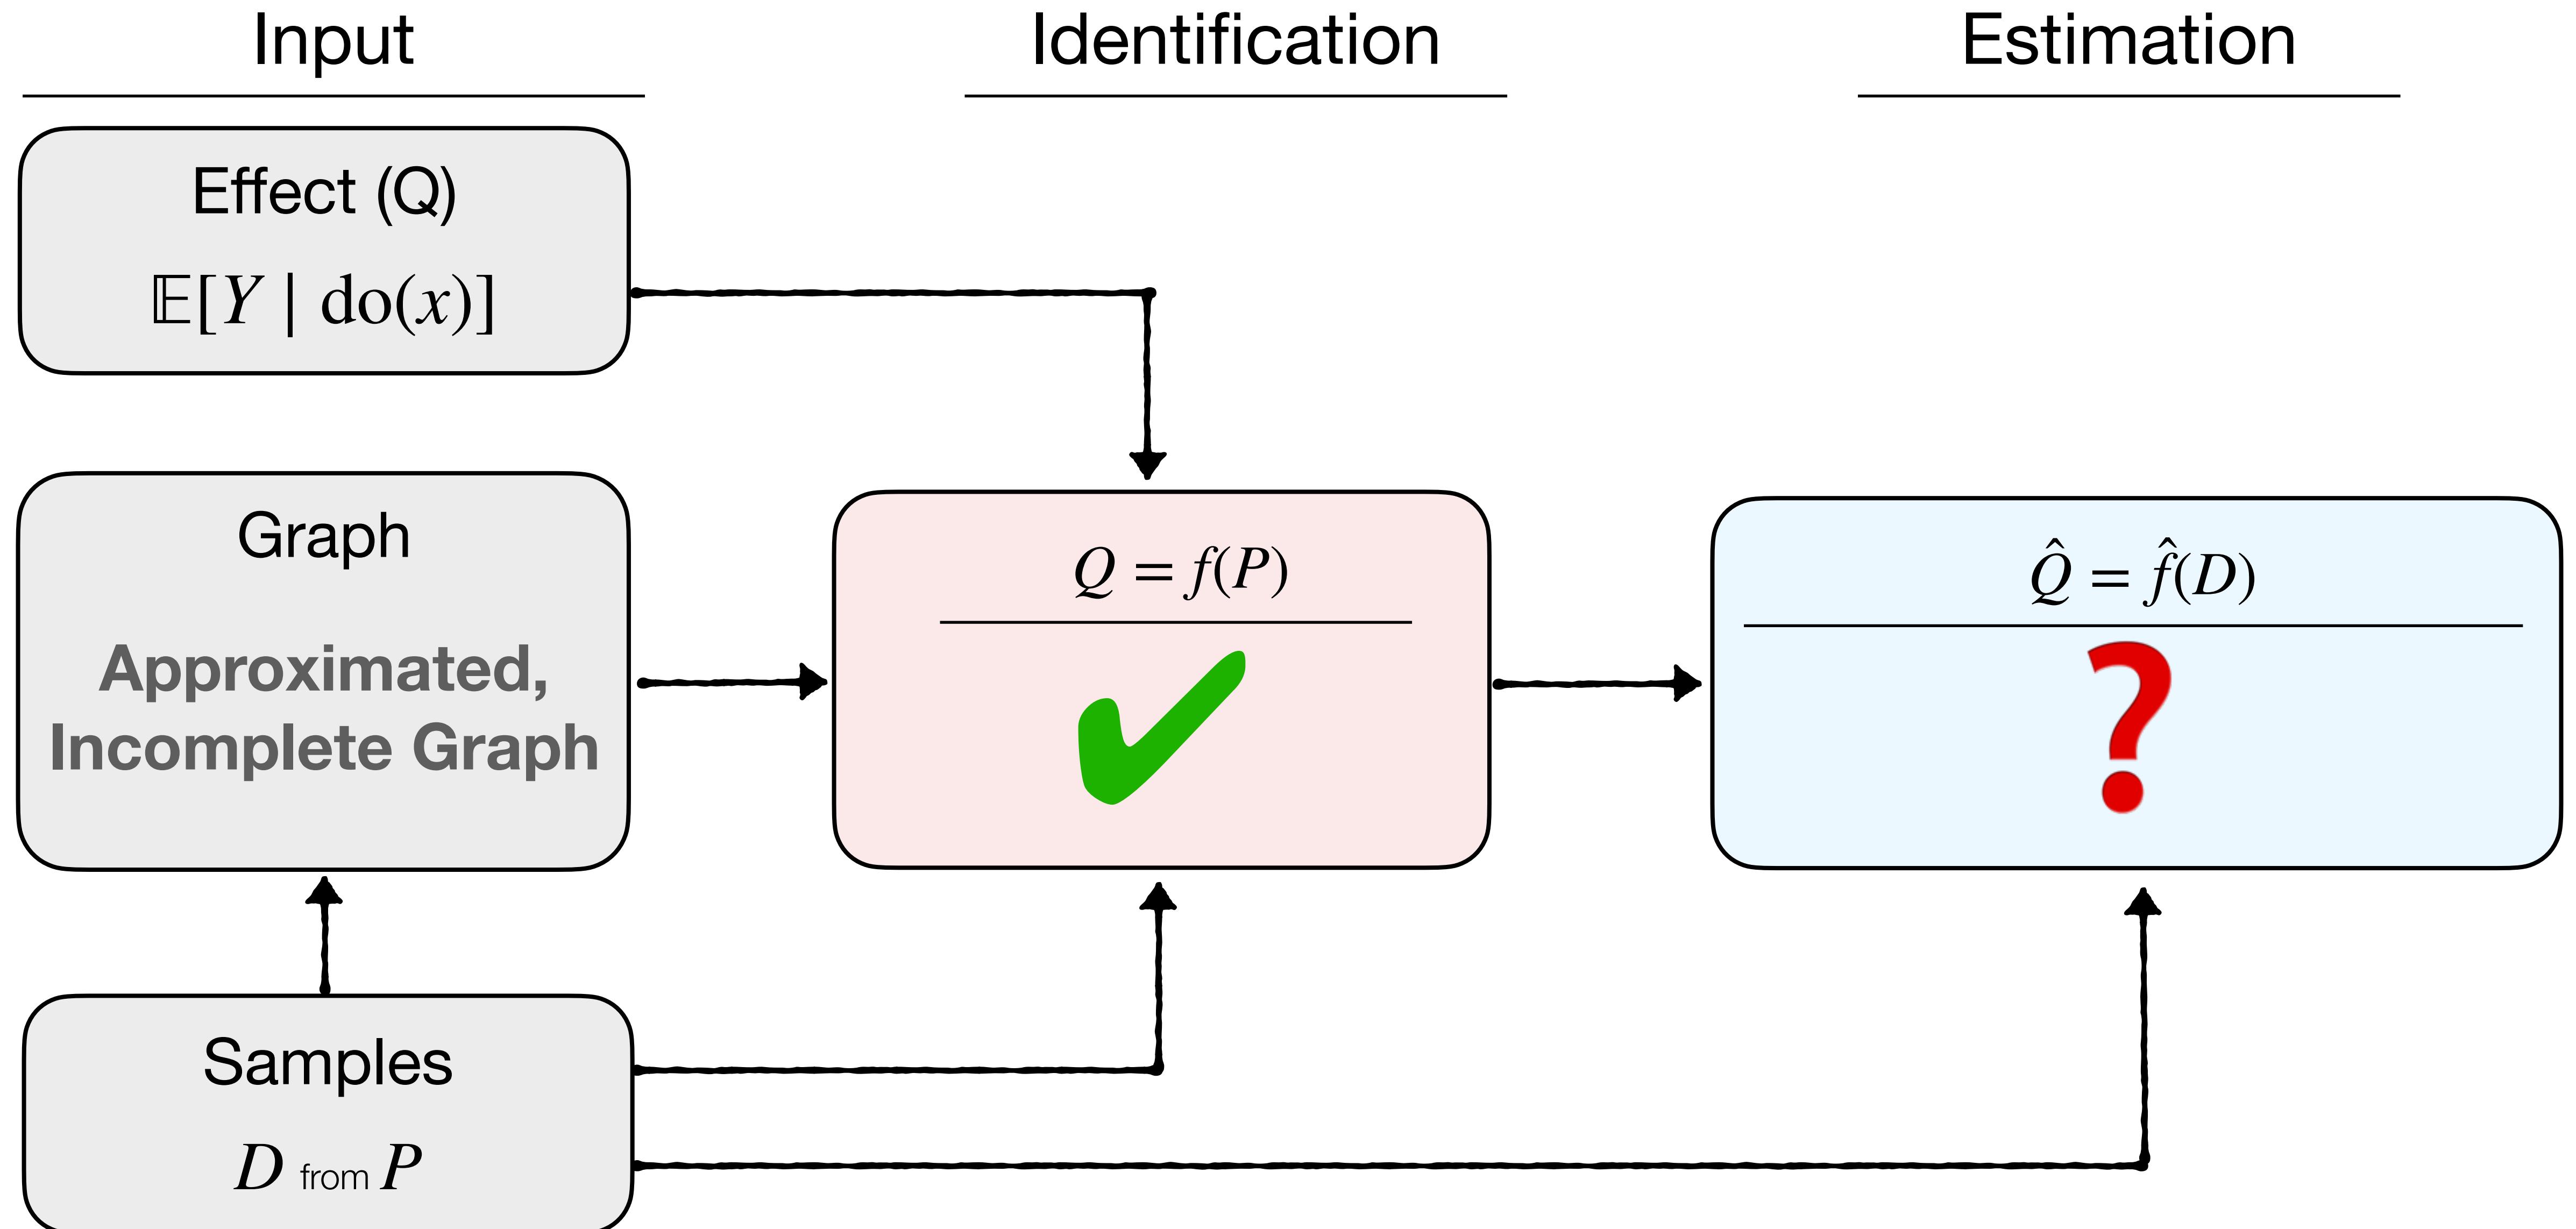 Input
Identification
Estimation
Effect (Q)
𝔼[Y | do(x)]
Graph
Approximated,
Incomplete Graph
Q = f(P)
Q̂ = f̂(D)
?
Samples
D from P